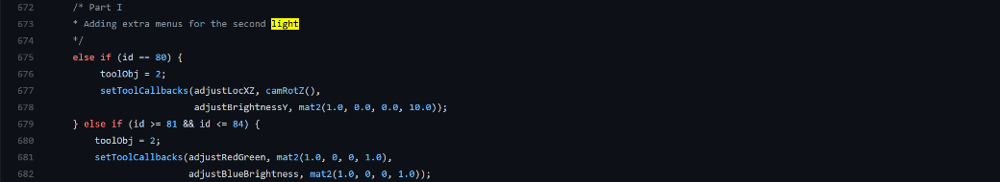 672 /* Part I
673 * Adding extra menus for the second light
674 */
675 else if (id == 80) {
676 toolObj = 2;
677 setToolCallbacks(adjustLocXZ, camRotZ(),
678 adjustBrightnessY, mat2(1.0, 0.0, 0.0, 10.0));
679 } else if (id >= 81 && id <= 84) {
680 toolObj = 2;
681 setToolCallbacks(adjustRedGreen, mat2(1.0, 0, 0, 1.0),
682 adjustBlueBrightness, mat2(1.0, 0, 0, 1.0));